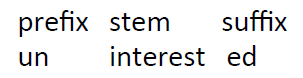 prefix stem suffix
un interest ed